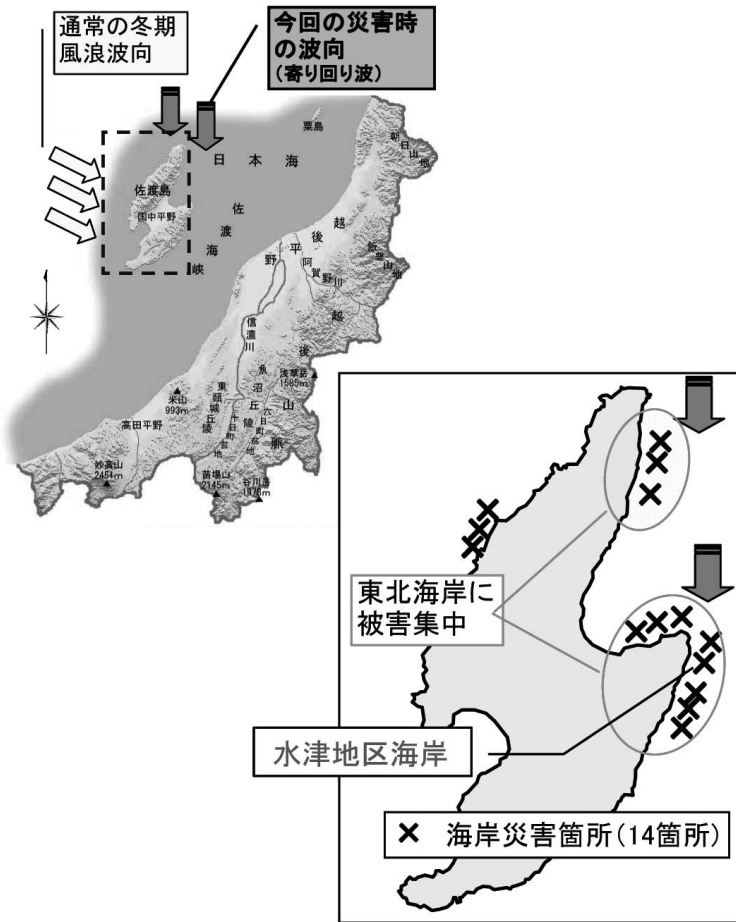 通常の冬期
風浪波向
今回の災害時
の波向
(寄り回り波)
粟島
朝日山地
日本海
佐渡島
国中平野
佐渡海峡
越後平野
阿賀野川
飯豊山地
信濃川
越後山脈
魚沼丘陵
浅草岳
1585m
米山
993m
東頸城丘陵
十日町盆地
六日町盆地
高田平野
妙高山
2454m
苗場山
2145m
谷川岳
1978m
東北海岸に
被害集中
水津地区海岸
× 海岸災害箇所(14箇所)